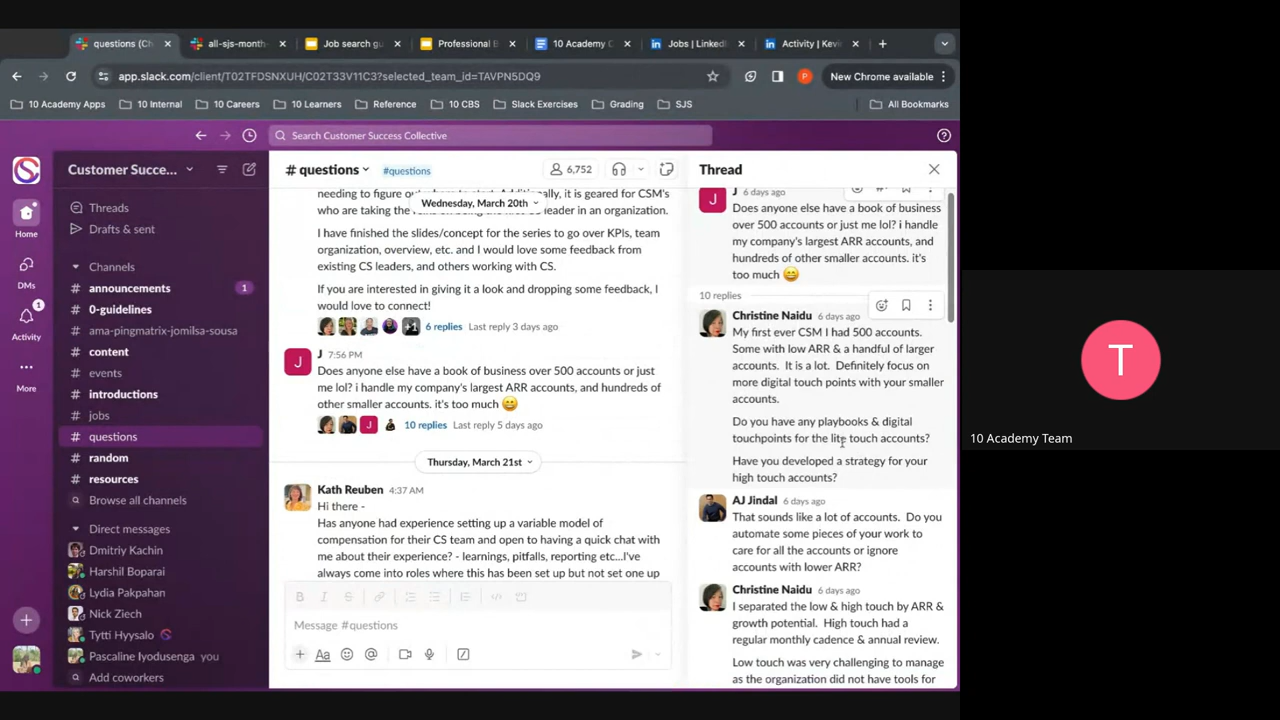 questions (Ch
all-sjs-month-
Job search gu
Professional B
10 Academy C
Jobs | LinkedI
Activity | Kevi
app.slack.com/client/T02TFDSNXUH/C02T33V11C3?selected_team_id=TAVPN5DQ9
P
New Chrome available
10 Academy Apps
10 Internal
10 Careers
10 Learners
Reference
10 CBS
Slack Exercises
Grading
SJS
All Bookmarks
Search Customer Success Collective
Home
DMs
1
Activity
More
Customer Succe...
Threads
Drafts & sent
Channels
# announcements 1
# 0-guidelines
ama-pingmatrix-jomilsa-sousa
# content
# events
# introductions
# jobs
# questions
# random
# resources
Browse all channels
Direct messages
Dmitriy Kachin
Harshil Boparai
Lydia Pakpahan
Nick Ziech
Tytti Hyysalo
Pascaline Iyodusenga you
Add coworkers
# questions
#questions
6,752
Wednesday, March 20th
who are taking the
organization, overview, etc. and I would love some feedback from
I have finished the slides/concept for the series to go over KPIs, team
existing CS leaders, and others working with CS.
If you are interested in giving it a look and dropping some feedback, I
would love to connect!
+1
6 replies Last reply 3 days ago
J
J 7:56 PM
Does anyone else have a book of business over 500 accounts or just
me lol? i handle my company's largest ARR accounts, and hundreds of
other smaller accounts. it's too much 😄
J
10 replies Last reply 5 days ago
Thursday, March 21st
Kath Reuben 4:37 AM
Hi there -
Has anyone had experience setting up a variable model of
compensation for their CS team and open to having a quick chat with
me about their experience? - learnings, pitfalls, reporting etc...I've
always come into roles where this has been set up but not set one up
Message #questions
Aa
Thread
J
J 6 days ago
Does anyone else have a book of business
over 500 accounts or just me lol? i handle
my company's largest ARR accounts, and
hundreds of other smaller accounts. it's
too much 😄
10 replies
Christine Naidu 6 days ago
My first ever CSM I had 500 accounts.
Some with low ARR & a handful of larger
accounts. It is a lot. Definitely focus on
more digital touch points with your smaller
accounts.
Do you have any playbooks & digital
touchpoints for the lite touch accounts?
Have you developed a strategy for your
high touch accounts?
AJ Jindal 6 days ago
That sounds like a lot of accounts. Do you
automate some pieces of your work to
care for all the accounts or ignore
accounts with lower ARR?
Christine Naidu 6 days ago
I separated the low & high touch by ARR &
growth potential. High touch had a
regular monthly cadence & annual review.
Low touch was very challenging to manage
as the organization did not have tools for
T
10 Academy Team